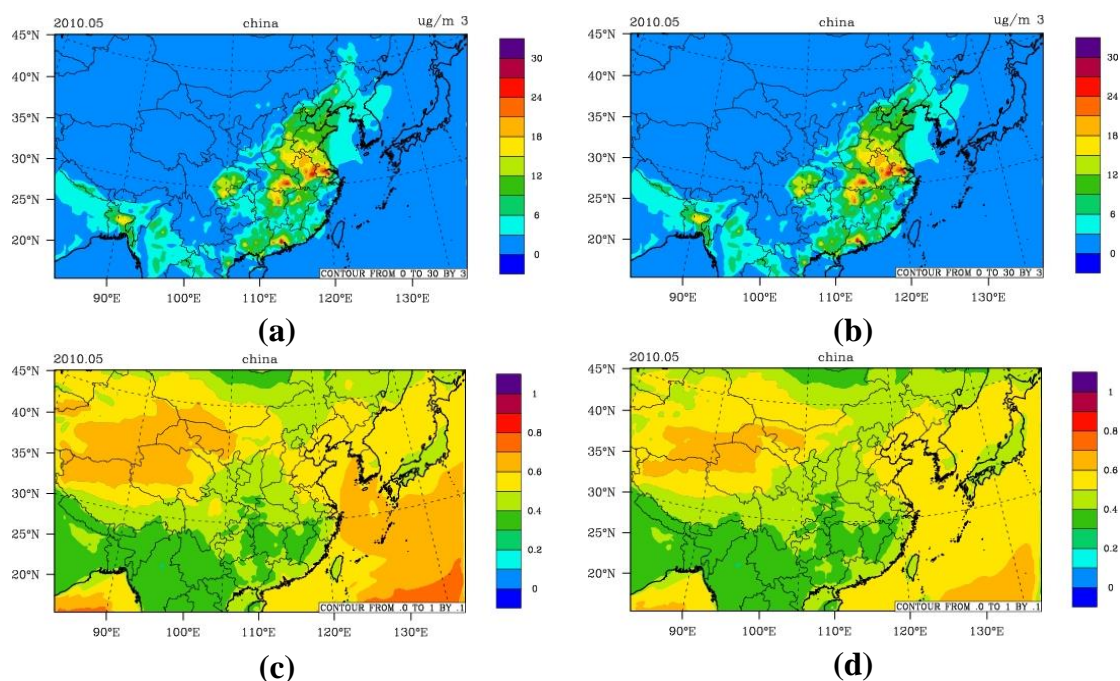 2010.05 china ug/m 3
45°N
40°N
35°N
30°N
25°N
20°N
90°E 100°E 110°E 120°E 130°E
30
24
18
12
6
0
CONTOUR FROM 0 TO 30 BY 3
(a)
2010.05 china ug/m 3
45°N
40°N
35°N
30°N
25°N
20°N
90°E 100°E 110°E 120°E 130°E
30
24
18
12
6
0
CONTOUR FROM 0 TO 30 BY 3
(b)
2010.05 china
45°N
40°N
35°N
30°N
25°N
20°N
90°E 100°E 110°E 120°E 130°E
1
0.8
0.6
0.4
0.2
0
CONTOUR FROM .0 TO 1 BY .1
(c)
2010.05 china
45°N
40°N
35°N
30°N
25°N
20°N
90°E 100°E 110°E 120°E 130°E
1
0.8
0.6
0.4
0.2
0
CONTOUR FROM .0 TO 1 BY .1
(d)